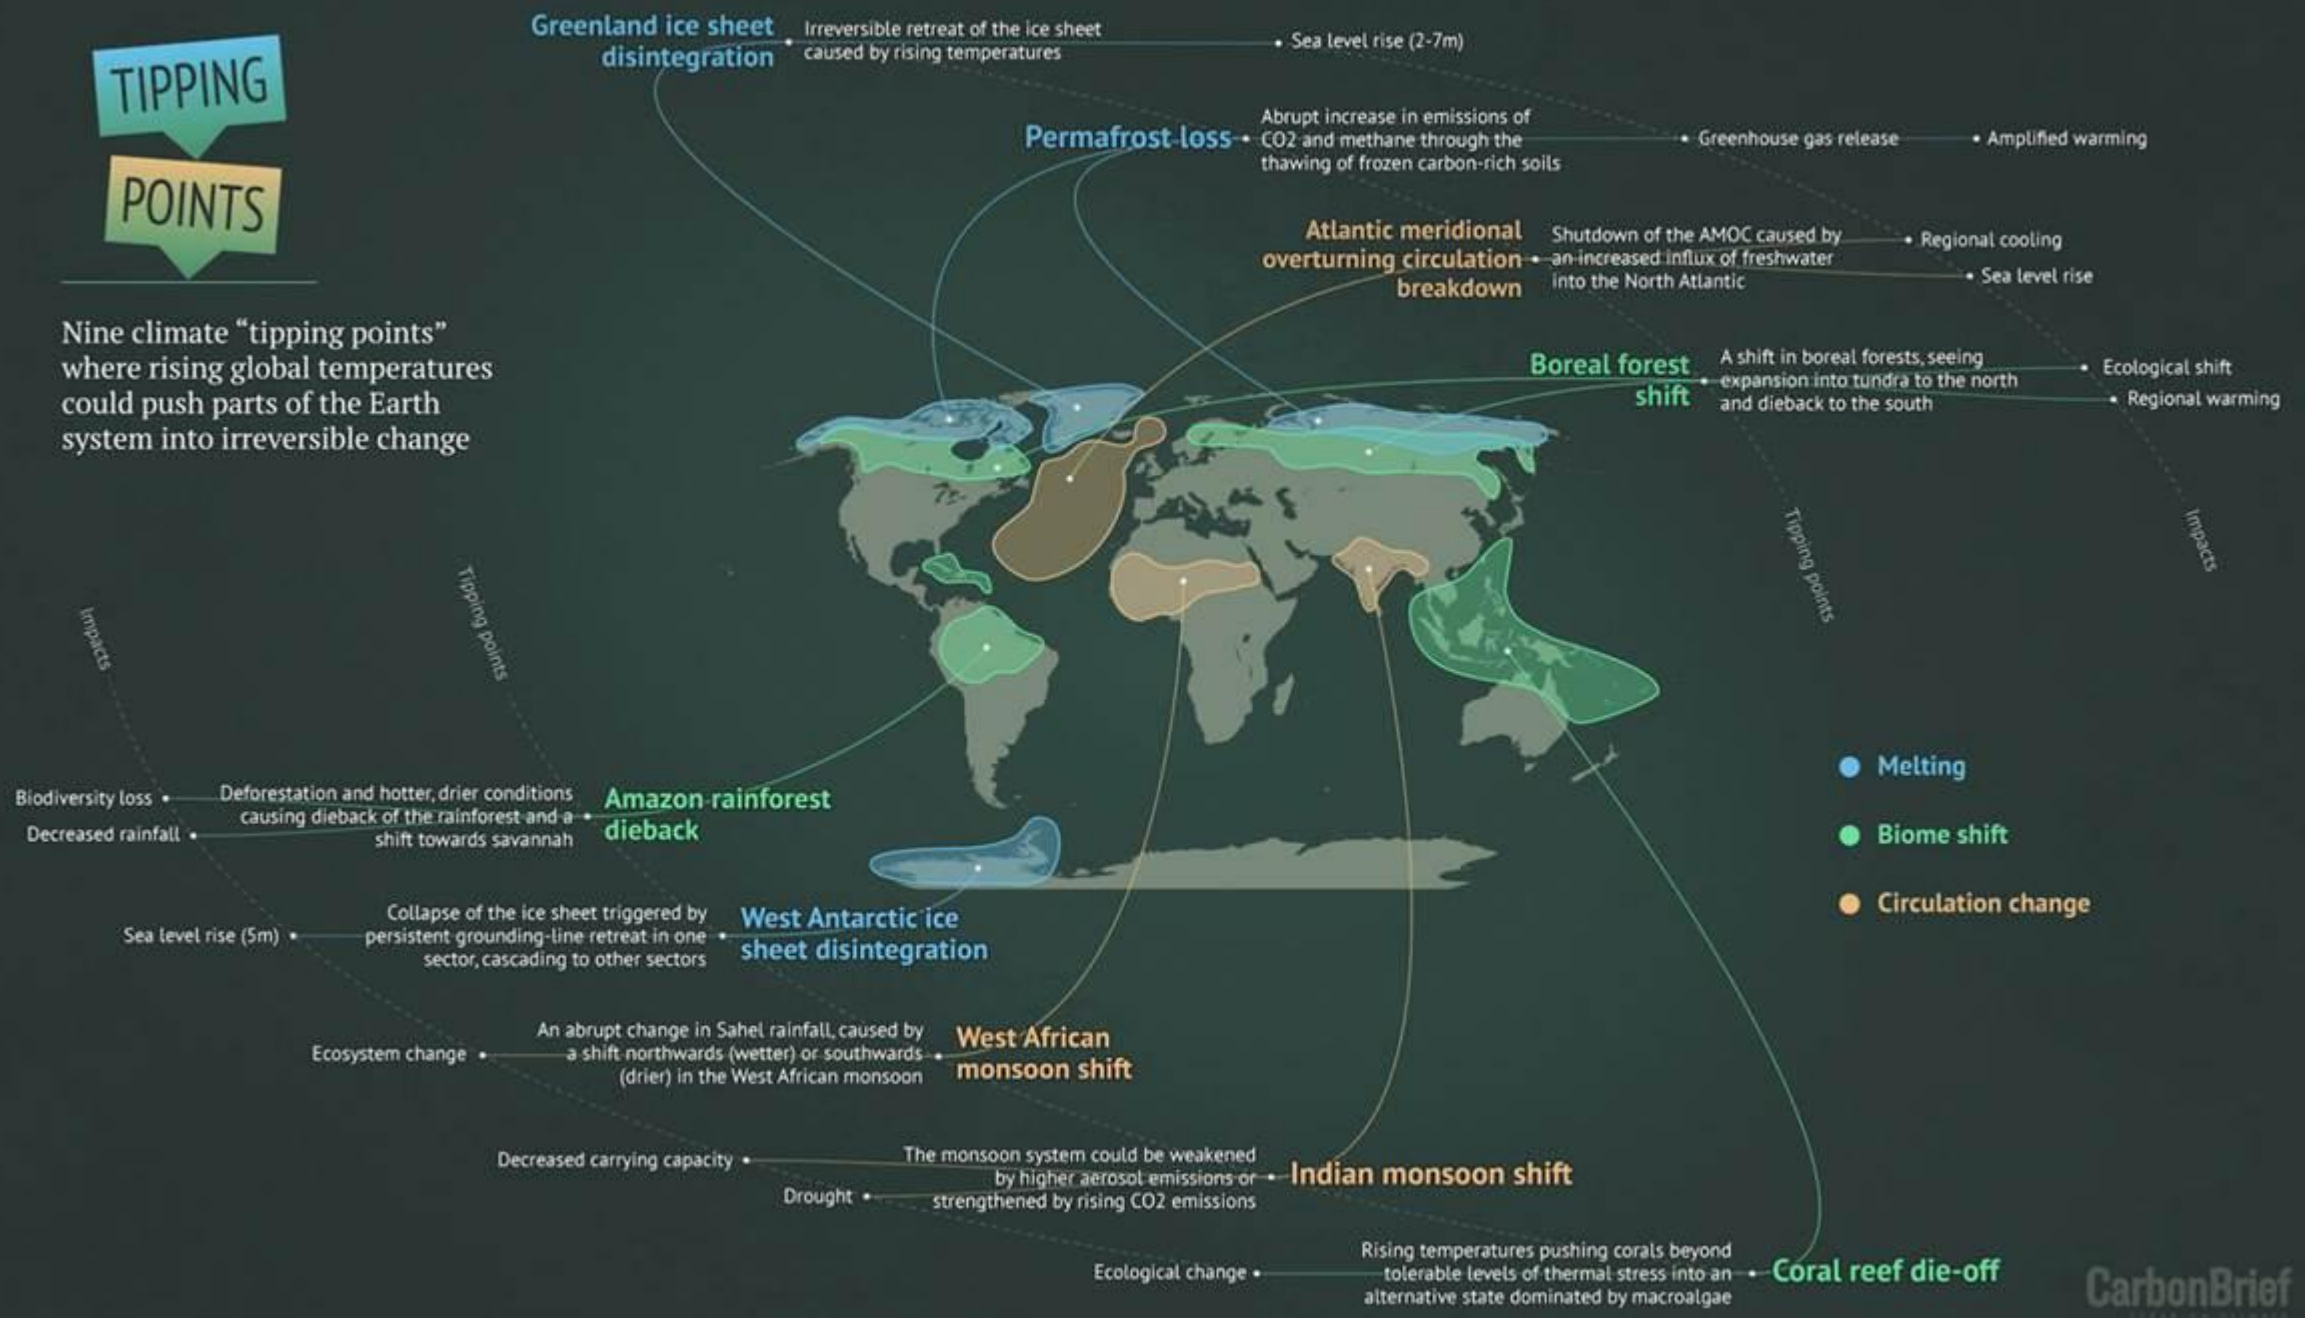 TIPPING
POINTS
Nine climate “tipping points”
where rising global temperatures
could push parts of the Earth
system into irreversible change
Greenland ice sheet
disintegration
Irreversible retreat of the ice sheet
caused by rising temperatures
Sea level rise (2-7m)
Permafrost loss
Abrupt increase in emissions of
CO2 and methane through the
thawing of frozen carbon-rich soils
Greenhouse gas release
Amplified warming
Atlantic meridional
overturning circulation
breakdown
Shutdown of the AMOC caused by
an increased influx of freshwater
into the North Atlantic
Regional cooling
Sea level rise
Boreal forest
shift
A shift in boreal forests, seeing
expansion into tundra to the north
and dieback to the south
Ecological shift
Regional warming
Tipping points
Impacts
Impacts
Tipping points
Melting
Biome shift
Circulation change
Biodiversity loss
Decreased rainfall
Deforestation and hotter, drier conditions
causing dieback of the rainforest and a
shift towards savannah
Amazon rainforest
dieback
Sea level rise (5m)
Collapse of the ice sheet triggered by
persistent grounding-line retreat in one
sector, cascading to other sectors
West Antarctic ice
sheet disintegration
Ecosystem change
An abrupt change in Sahel rainfall, caused by
a shift northwards (wetter) or southwards
(drier) in the West African monsoon
West African
monsoon shift
Decreased carrying capacity
Drought
The monsoon system could be weakened
by higher aerosol emissions or
strengthened by rising CO2 emissions
Indian monsoon shift
Ecological change
Rising temperatures pushing corals beyond
tolerable levels of thermal stress into an
alternative state dominated by macroalgae
Coral reef die-off
CarbonBrief